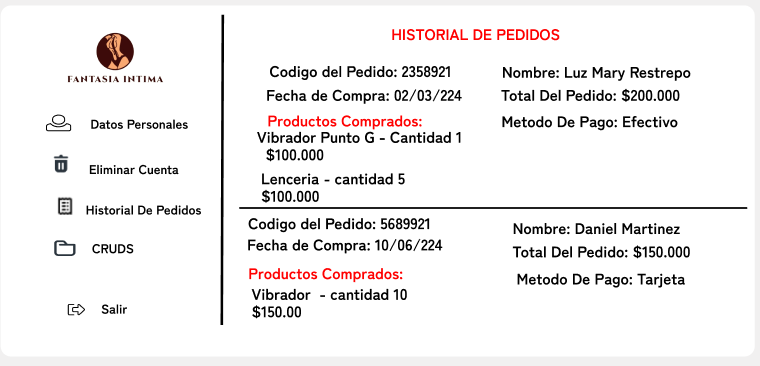 FANTASIA INTIMA
Datos Personales
Eliminar Cuenta
Historial De Pedidos
CRUDS
Salir
HISTORIAL DE PEDIDOS
Codigo del Pedido: 2358921
Fecha de Compra: 02/03/224
Productos Comprados:
Vibrador Punto G - Cantidad 1
$100.000
Lenceria - cantidad 5
$100.000
Nombre: Luz Mary Restrepo
Total Del Pedido: $200.000
Metodo De Pago: Efectivo
Codigo del Pedido: 5689921
Fecha de Compra: 10/06/224
Productos Comprados:
Vibrador - cantidad 10
$150.00
Nombre: Daniel Martinez
Total Del Pedido: $150.000
Metodo De Pago: Tarjeta